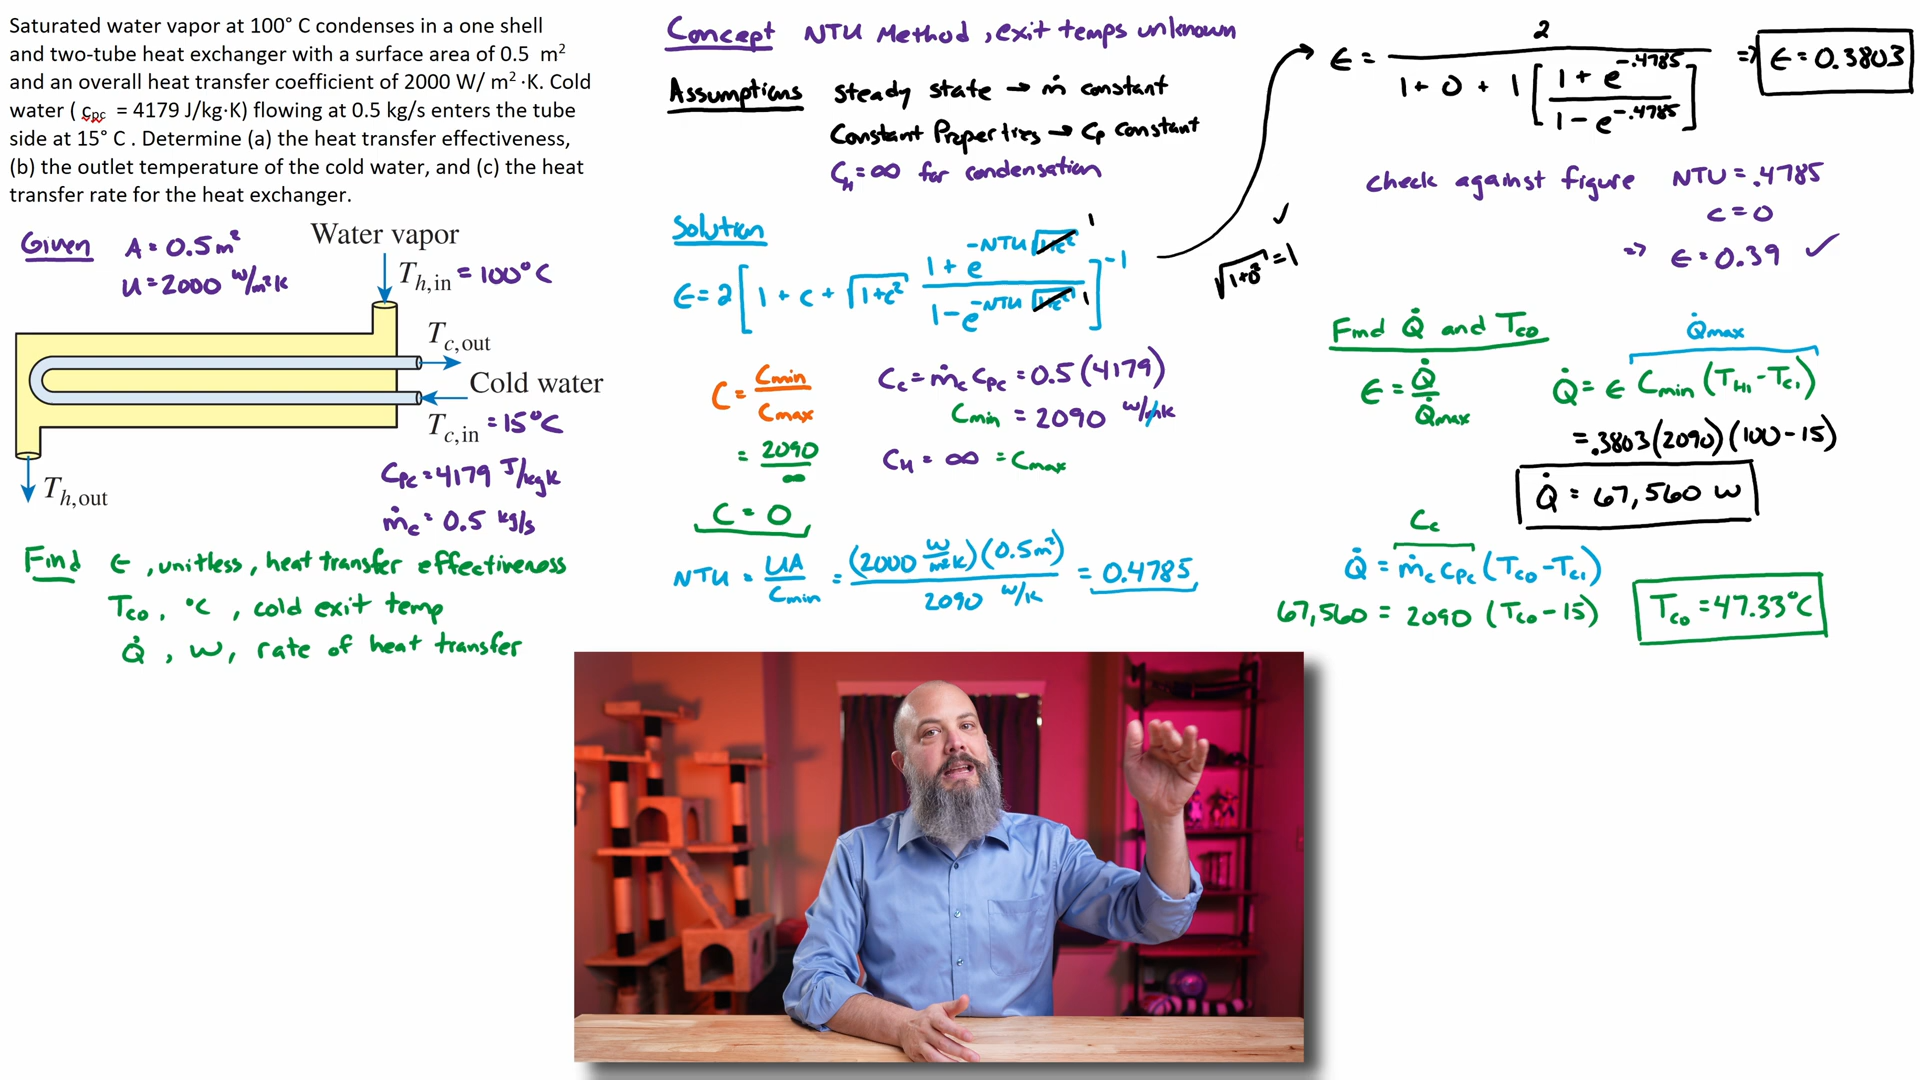 Saturated water vapor at 100° C condenses in a one shell
and two-tube heat exchanger with a surface area of 0.5 m²
and an overall heat transfer coefficient of 2000 W/ m² ·K. Cold
water ( cpc = 4179 J/kg·K) flowing at 0.5 kg/s enters the tube
side at 15° C . Determine (a) the heat transfer effectiveness,
(b) the outlet temperature of the cold water, and (c) the heat
transfer rate for the heat exchanger.
Given A = 0.5 m²
U = 2000 W/m²K
Water vapor
T_h,in = 100°C
T_c,out
Cold water
T_c,in = 15°C
T_h,out
Cpc = 4179 J/kgK
ṁc = 0.5 kg/s
Find ε, unitless, heat transfer effectiveness
Tco, °C, cold exit temp
Q̇, W, rate of heat transfer
Concept NTU Method, exit temps unknown
Assumptions steady state → ṁ constant
Constant Properties → Cp constant
CH = ∞ for condensation
Solution
ε = 2 [ 1 + c + √1+c² (1 + e^-NTU √1+c² 1) / (1 - e^-NTU √1+c² 1) ]^-1
√1+0² = 1 ✓
C = Cmin / Cmax
= 2090 / ∞
C = 0
Cc = ṁc Cpc = 0.5 (4179)
Cmin = 2090 W/K
CH = ∞ = Cmax
NTU = UA / Cmin = (2000 W/m²K)(0.5m²) / 2090 W/K = 0.4785
ε = 2 / (1 + 0 + 1 [ (1 + e^-.4785) / (1 - e^-.4785) ]) ⇒ ε = 0.3803
check against figure NTU = .4785
c = 0
⇒ ε = 0.39 ✓
Find Q̇ and Tco
Q̇max
ε = Q̇ / Q̇max
Q̇ = ε Cmin (THi - Tci)
= .3803 (2090) (100 - 15)
Q̇ = 67,560 W
Cc
Q̇ = ṁc Cpc (Tco - Tci)
67,560 = 2090 (Tco - 15)
Tco = 47.33°C